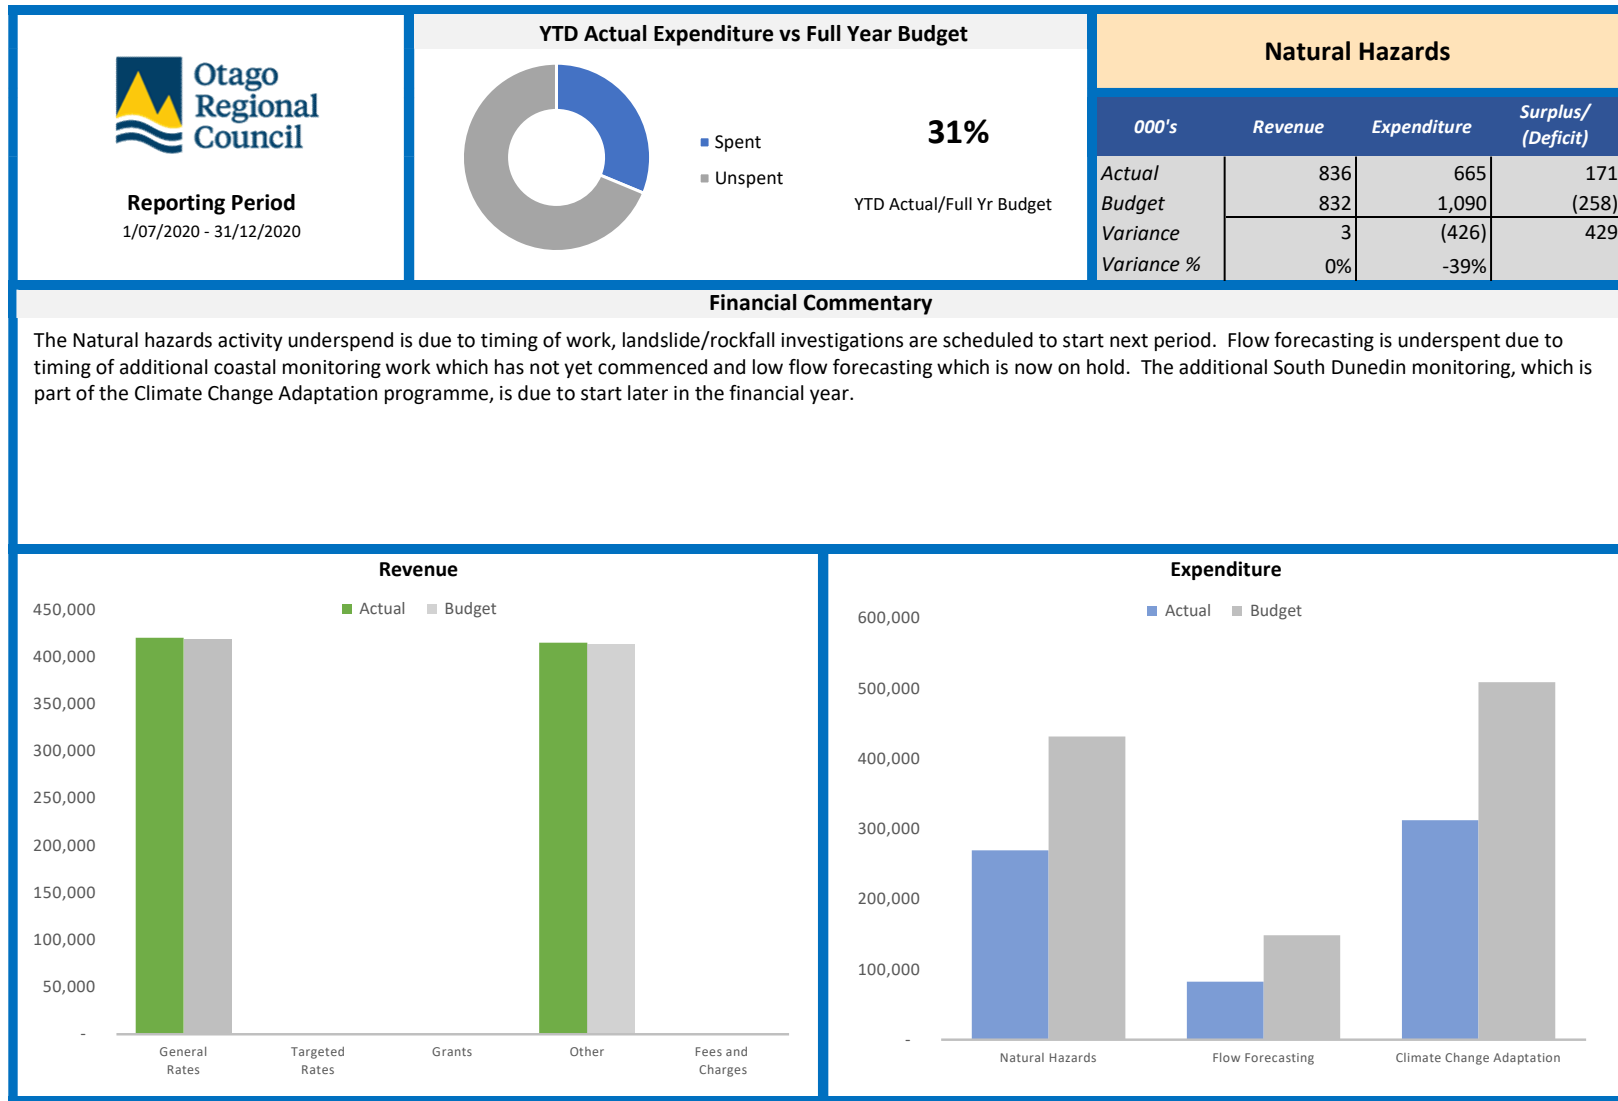 Otago
Regional
Council
Reporting Period
1/07/2020 - 31/12/2020
YTD Actual Expenditure vs Full Year Budget
Spent
Unspent
31%
YTD Actual/Full Yr Budget
Natural Hazards
000's Revenue Expenditure Surplus/ (Deficit)
Actual 836 665 171
Budget 832 1,090 (258)
Variance 3 (426) 429
Variance % 0% -39%
Financial Commentary
The Natural hazards activity underspend is due to timing of work, landslide/rockfall investigations are scheduled to start next period. Flow forecasting is underspent due to
timing of additional coastal monitoring work which has not yet commenced and low flow forecasting which is now on hold. The additional South Dunedin monitoring, which is
part of the Climate Change Adaptation programme, is due to start later in the financial year.
Revenue
Actual Budget
450,000
400,000
350,000
300,000
250,000
200,000
150,000
100,000
50,000
-
General Rates
Targeted Rates
Grants
Other
Fees and Charges
Expenditure
Actual Budget
600,000
500,000
400,000
300,000
200,000
100,000
-
Natural Hazards
Flow Forecasting
Climate Change Adaptation